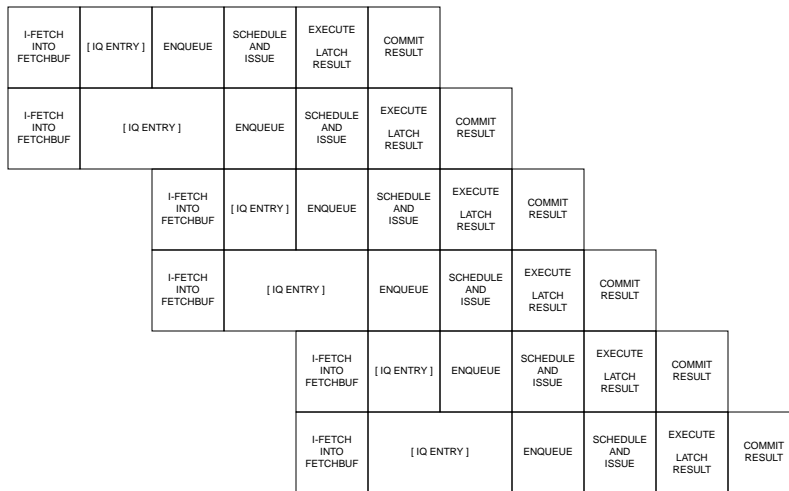 I-FETCH
INTO
FETCHBUF
[ IQ ENTRY ]
ENQUEUE
SCHEDULE
AND
ISSUE
EXECUTE
LATCH
RESULT
COMMIT
RESULT
I-FETCH
INTO
FETCHBUF
[ IQ ENTRY ]
ENQUEUE
SCHEDULE
AND
ISSUE
EXECUTE
LATCH
RESULT
COMMIT
RESULT
I-FETCH
INTO
FETCHBUF
[ IQ ENTRY ]
ENQUEUE
SCHEDULE
AND
ISSUE
EXECUTE
LATCH
RESULT
COMMIT
RESULT
I-FETCH
INTO
FETCHBUF
[ IQ ENTRY ]
ENQUEUE
SCHEDULE
AND
ISSUE
EXECUTE
LATCH
RESULT
COMMIT
RESULT
I-FETCH
INTO
FETCHBUF
[ IQ ENTRY ]
ENQUEUE
SCHEDULE
AND
ISSUE
EXECUTE
LATCH
RESULT
COMMIT
RESULT
I-FETCH
INTO
FETCHBUF
[ IQ ENTRY ]
ENQUEUE
SCHEDULE
AND
ISSUE
EXECUTE
LATCH
RESULT
COMMIT
RESULT